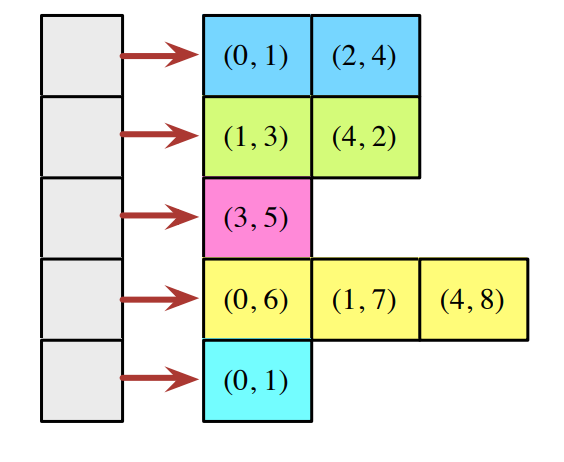 (0, 1) (2, 4)
(1, 3) (4, 2)
(3, 5)
(0, 6) (1, 7) (4, 8)
(0, 1)